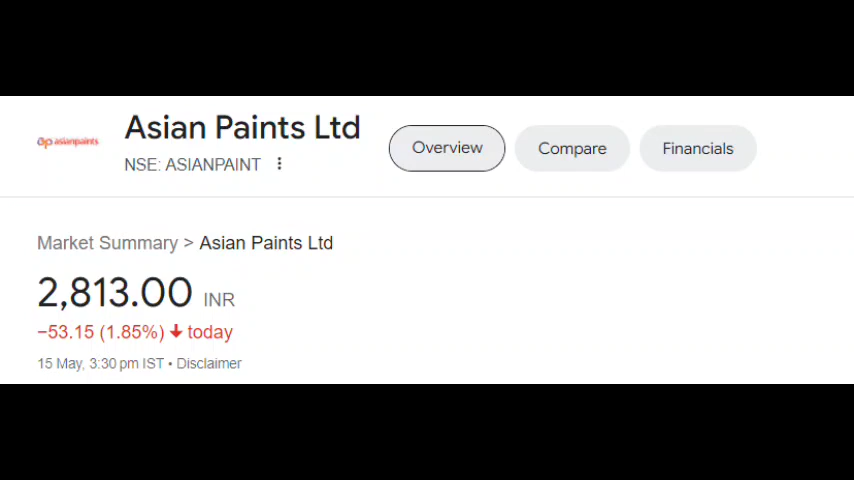 asianpaints
Asian Paints Ltd
NSE: ASIANPAINT
Overview
Compare
Financials
Market Summary > Asian Paints Ltd
2,813.00 INR
−53.15 (1.85%) ↓ today
15 May, 3:30 pm IST • Disclaimer